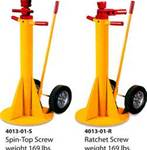 4013-01-S
Spin-Top Screw
weight 169 lbs.
4013-01-R
Ratchet Screw
weight 169 lbs.